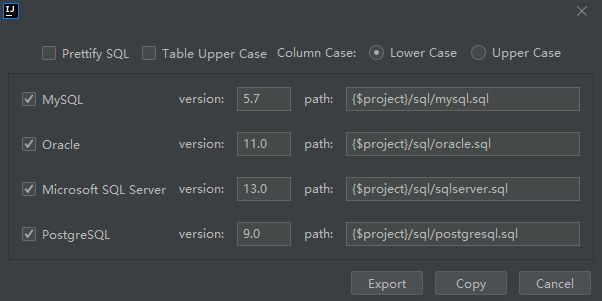 IJ
Prettify SQL Table Upper Case Column Case: Lower Case Upper Case
MySQL version: 5.7 path: {$project}/sql/mysql.sql
Oracle version: 11.0 path: {$project}/sql/oracle.sql
Microsoft SQL Server version: 13.0 path: {$project}/sql/sqlserver.sql
PostgreSQL version: 9.0 path: {$project}/sql/postgresql.sql
Export Copy Cancel